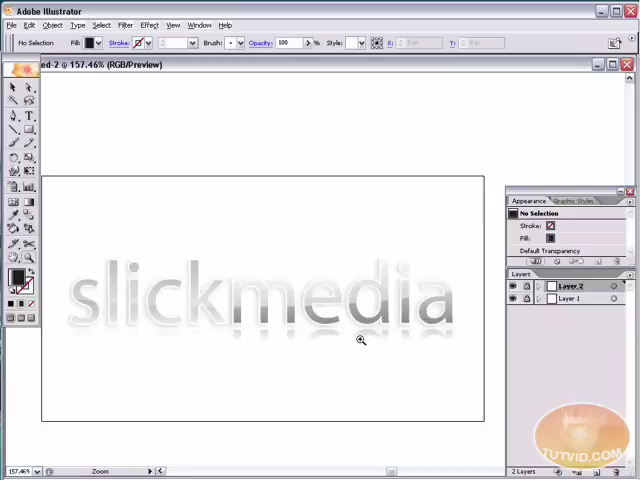 Adobe Illustrator
File Edit Object Type Select Filter Effect View Window Help
No Selection Fill: Stroke: Brush: Opacity: 100 % Style: X: Y:
ed-2 @ 157.46% (RGB/Preview)
Appearance Graphic Styles
No Selection
Stroke:
Fill:
Default Transparency
Layers
Layer 2
Layer 1
slickmedia
TUTVID.COM
157.46% Zoom 2 Layers